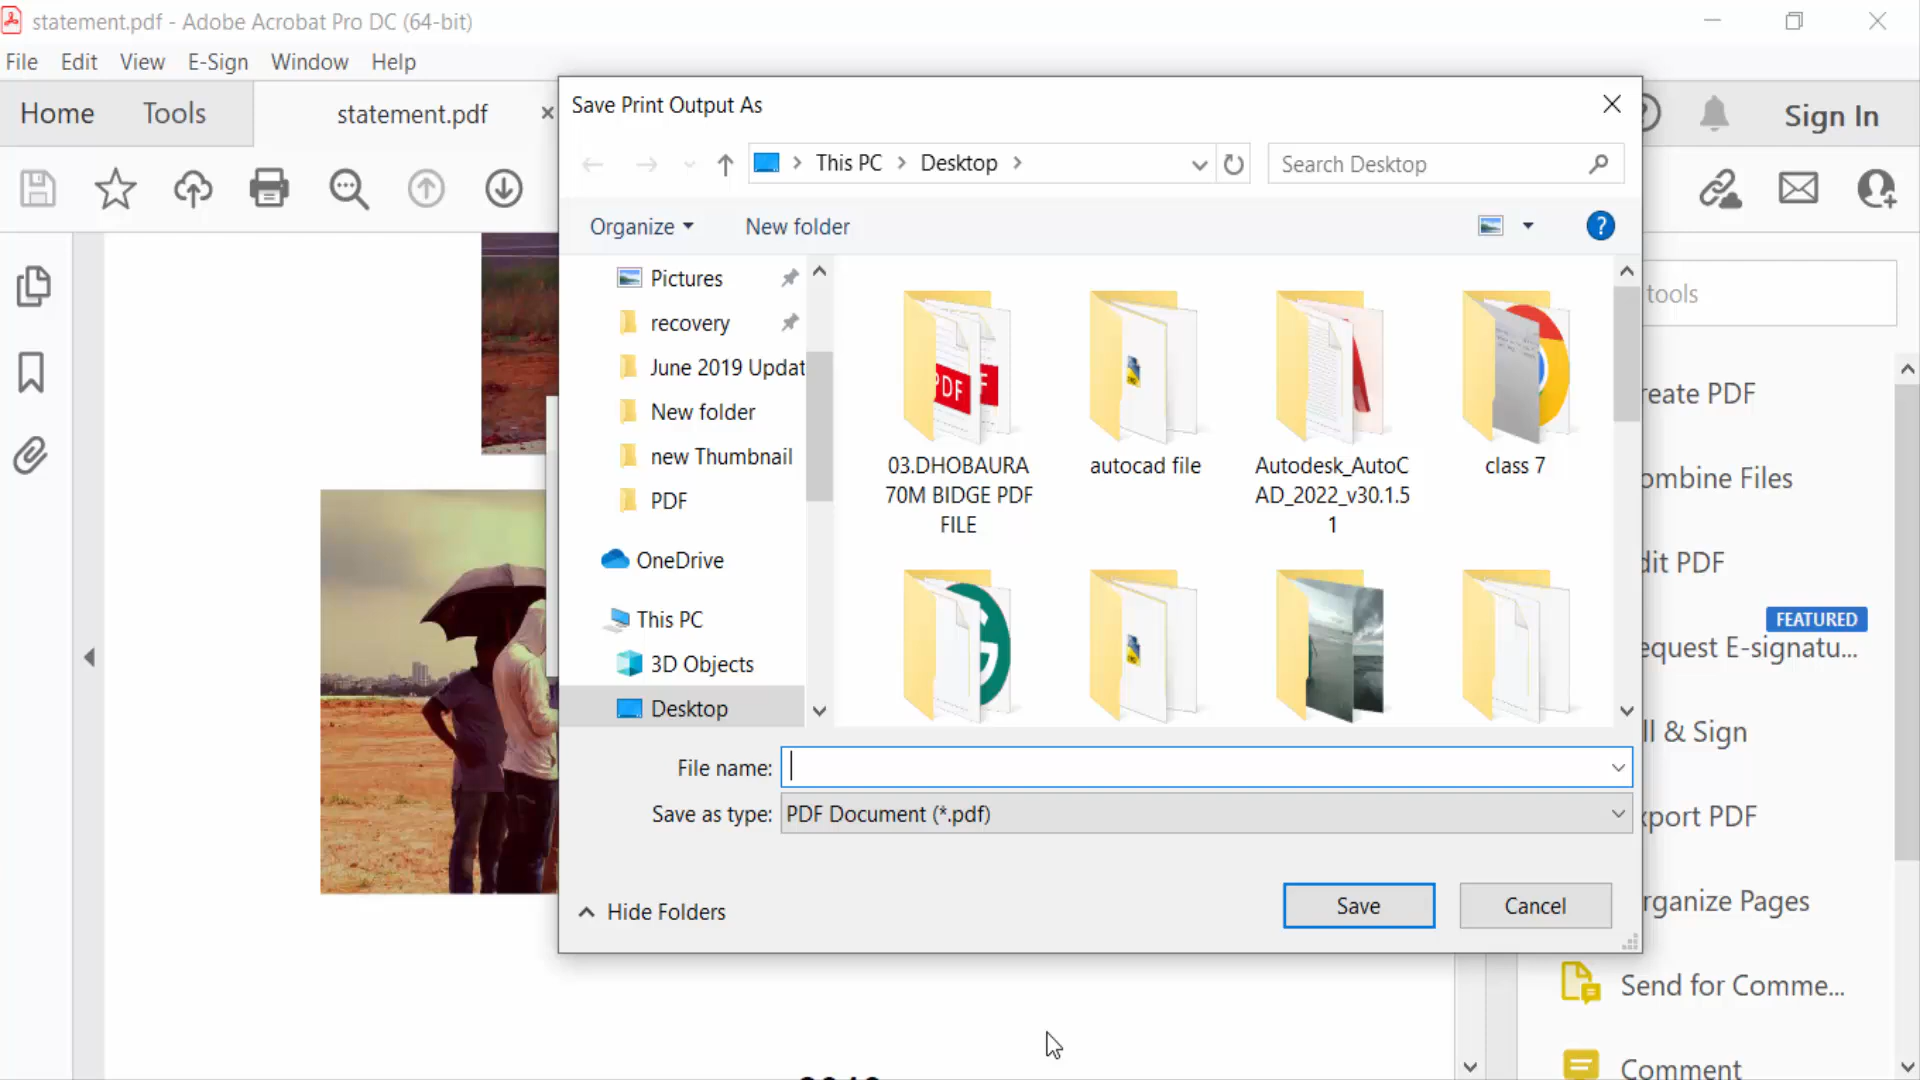 statement.pdf - Adobe Acrobat Pro DC (64-bit)
File Edit View E-Sign Window Help
Home Tools statement.pdf
Sign In
Save Print Output As
This PC > Desktop >
Search Desktop
Organize New folder
Pictures
recovery
June 2019 Updat
New folder
new Thumbnail
PDF
OneDrive
This PC
3D Objects
Desktop
PDF
03.DHOBAURA
70M BIDGE PDF
FILE
autocad file
Autodesk_AutoC
AD_2022_v30.1.5
1
class 7
File name:
Save as type: PDF Document (*.pdf)
Hide Folders
Save
Cancel
tools
reate PDF
ombine Files
dit PDF
FEATURED
equest E-signatu...
ll & Sign
xport PDF
rganize Pages
Send for Comme...
Comment